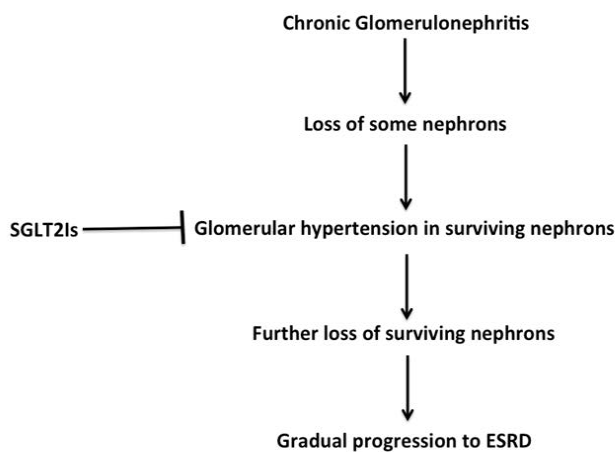 Chronic Glomerulonephritis
Loss of some nephrons
SGLT2Is
Glomerular hypertension in surviving nephrons
Further loss of surviving nephrons
Gradual progression to ESRD